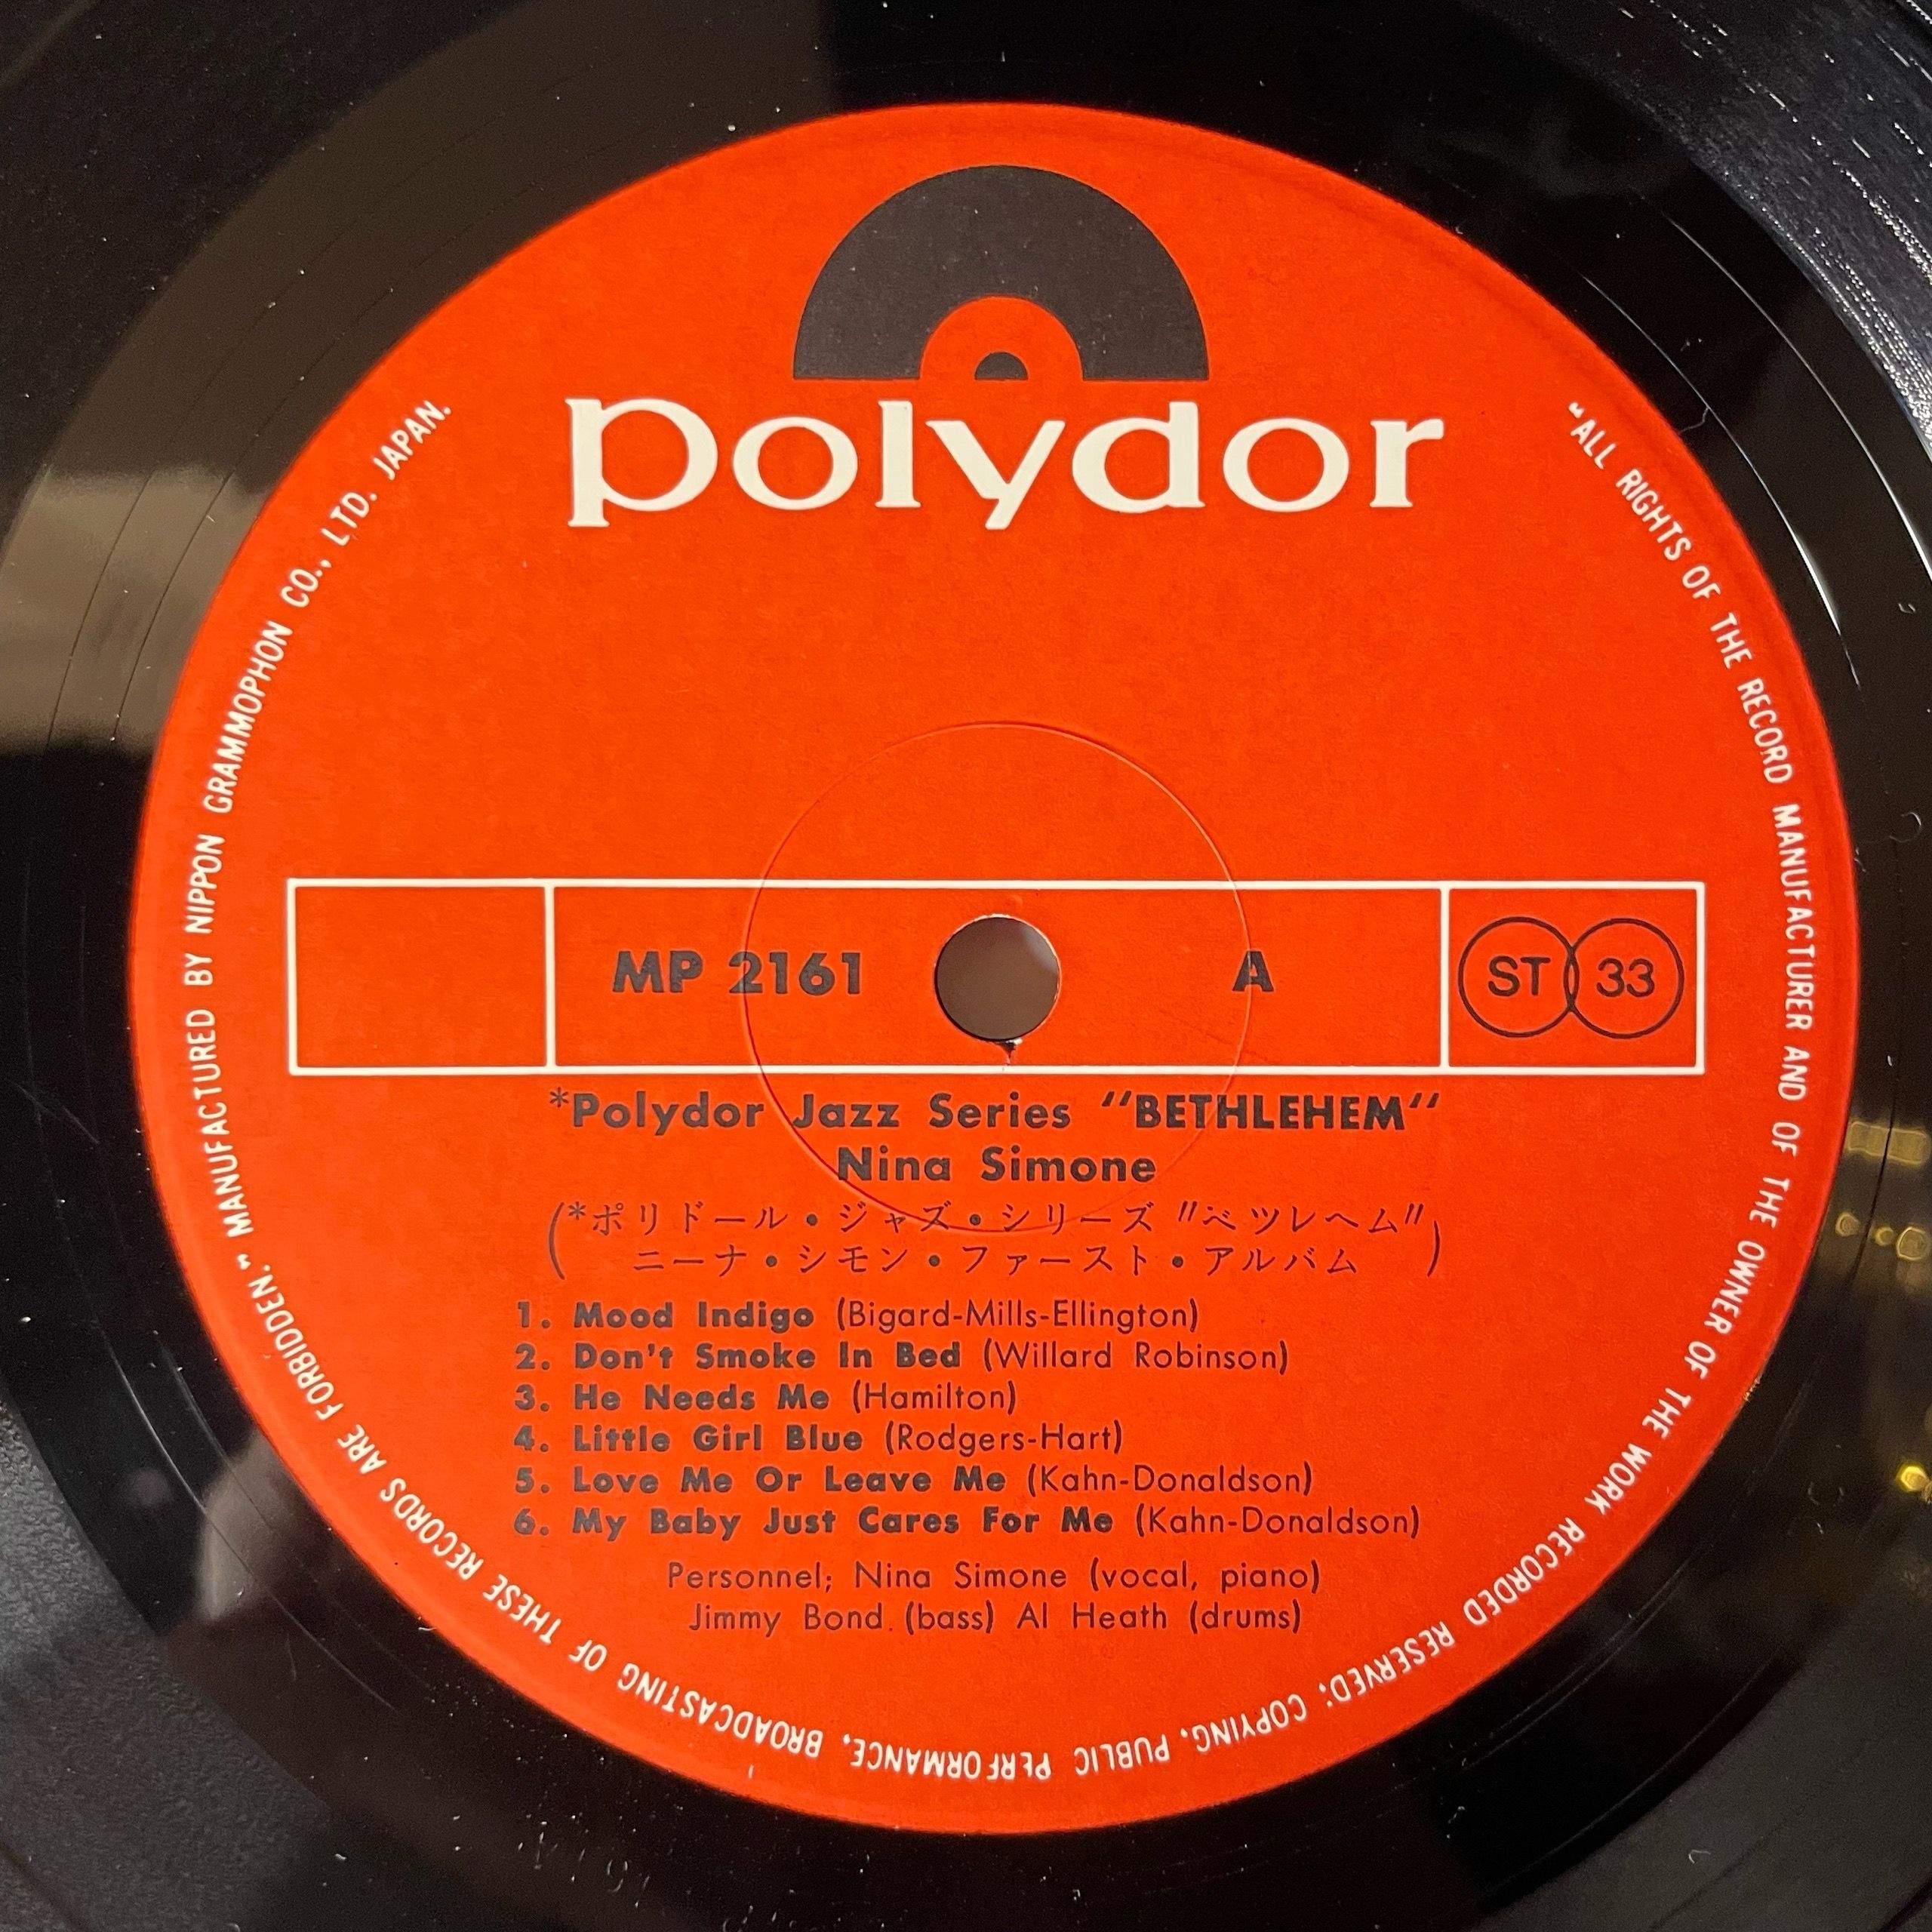 polydor
MP 2161 A ST 33
*Polydor Jazz Series "BETHLEHEM"
Nina Simone
(*ポリドール・ジャズ・シリーズ "ベツレヘム"
ニーナ・シモン・ファースト・アルバム)
1. Mood Indigo (Bigard-Mills-Ellington)
2. Don't Smoke In Bed (Willard Robinson)
3. He Needs Me (Hamilton)
4. Little Girl Blue (Rodgers-Hart)
5. Love Me Or Leave Me (Kahn-Donaldson)
6. My Baby Just Cares For Me (Kahn-Donaldson)
Personnel; Nina Simone (vocal, piano)
Jimmy Bond (bass) Al Heath (drums)
"ALL RIGHTS OF THE RECORD MANUFACTURER AND OF THE OWNER OF THE WORK RECORDED RESERVED: COPYING, PUBLIC PERFORMANCE, BROADCASTING OF THESE RECORDS ARE FORBIDDEN." MANUFACTURED BY NIPPON GRAMMOPHON CO., LTD. JAPAN.